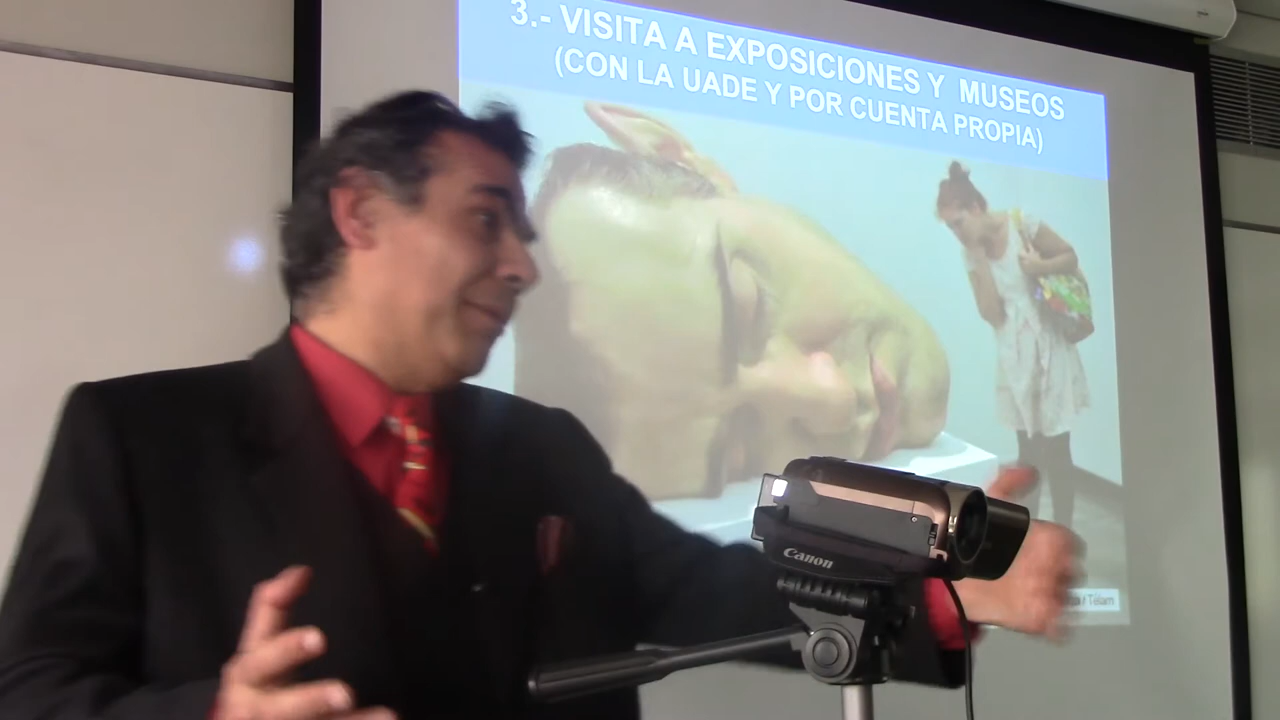 3.- VISITA A EXPOSICIONES Y MUSEOS
(CON LA UADE Y POR CUENTA PROPIA)
Canon
/ Télam